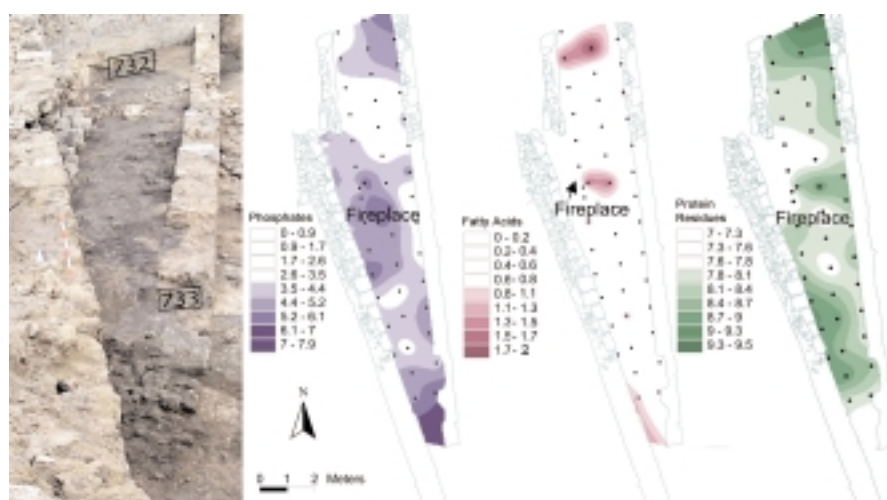 732
733
Phosphates
0 - 0.9
0.9 - 1.7
1.7 - 2.6
2.6 - 3.5
3.5 - 4.4
4.4 - 5.2
5.2 - 6.1
6.1 - 7
7 - 7.9
Fireplace
N
0 1 2 Meters
Fatty Acids
0 - 0.2
0.2 - 0.4
0.4 - 0.6
0.6 - 0.8
0.8 - 1.1
1.1 - 1.3
1.3 - 1.5
1.5 - 1.7
1.7 - 2
Fireplace
Protein
Residues
7 - 7.3
7.3 - 7.6
7.6 - 7.8
7.8 - 8.1
8.1 - 8.4
8.4 - 8.7
8.7 - 9
9 - 9.3
9.3 - 9.5
Fireplace